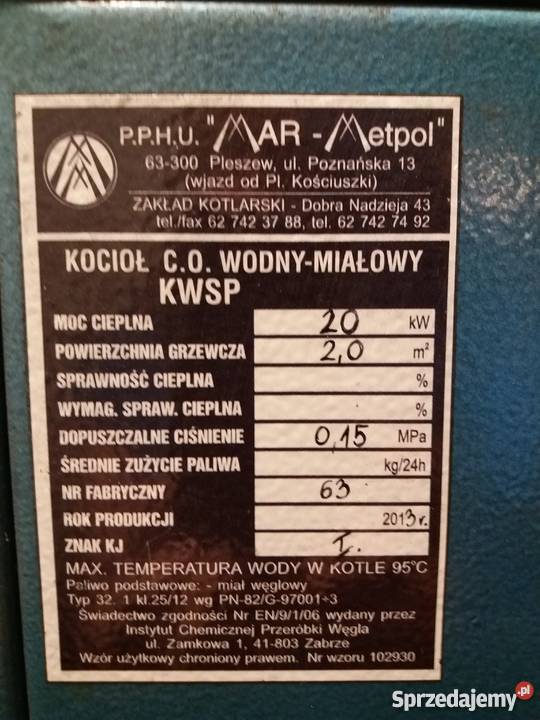 P.P.H.U. "MAR - Metpol"
63-300 Pleszew, ul. Poznańska 13
(wjazd od Pl. Kościuszki)
ZAKŁAD KOTLARSKI - Dobra Nadzieja 43
tel./fax 62 742 37 88, tel. 62 742 74 92
KOCIOŁ C.O. WODNY-MIAŁOWY
KWSP
MOC CIEPLNA 20 kW
POWIERZCHNIA GRZEWCZA 2,0 m²
SPRAWNOŚĆ CIEPLNA %
WYMAG. SPRAW. CIEPLNA %
DOPUSZCZALNE CIŚNIENIE 0,15 MPa
ŚREDNIE ZUŻYCIE PALIWA kg/24h
NR FABRYCZNY 63
ROK PRODUKCJI 2013 r.
ZNAK KJ I.
MAX. TEMPERATURA WODY W KOTLE 95°C
Paliwo podstawowe: - miał węglowy
Typ 32. 1 kl.25/12 wg PN-82/G-97001÷3
Świadectwo zgodności Nr EN/9/1/06 wydany przez
Instytut Chemicznej Przeróbki Węgla
ul. Zamkowa 1, 41-803 Zabrze
Wzór użytkowy chroniony prawem. Nr wzoru 102930
Sprzedajemy.pl